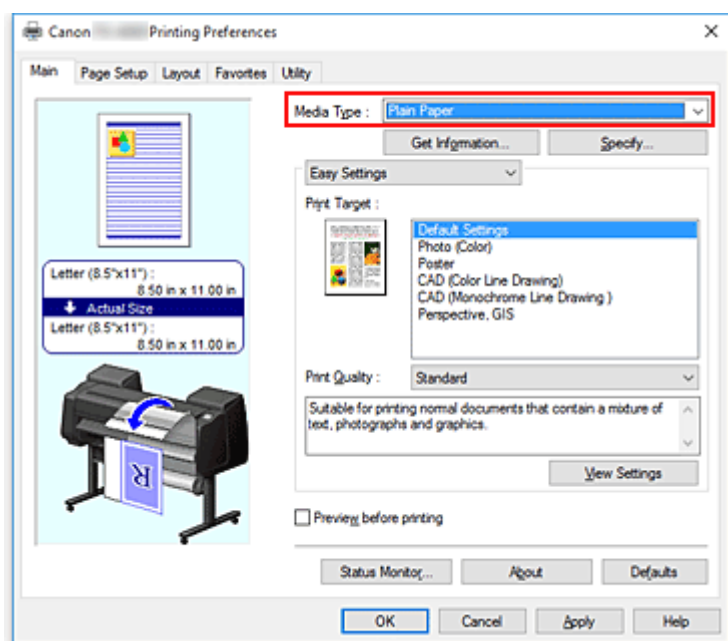 Canon Printing Preferences
Main Page Setup Layout Favorites Utility
Media Type : Plain Paper
Get Information... Specify...
Easy Settings
Print Target :
Default Settings
Photo (Color)
Poster
CAD (Color Line Drawing)
CAD (Monochrome Line Drawing )
Perspective, GIS
Letter (8.5"x11") :
8.50 in x 11.00 in
Actual Size
Letter (8.5"x11") :
8.50 in x 11.00 in
R
Print Quality : Standard
Suitable for printing normal documents that contain a mixture of
text, photographs and graphics.
View Settings
Preview before printing
Status Monitor... About Defaults
OK Cancel Apply Help